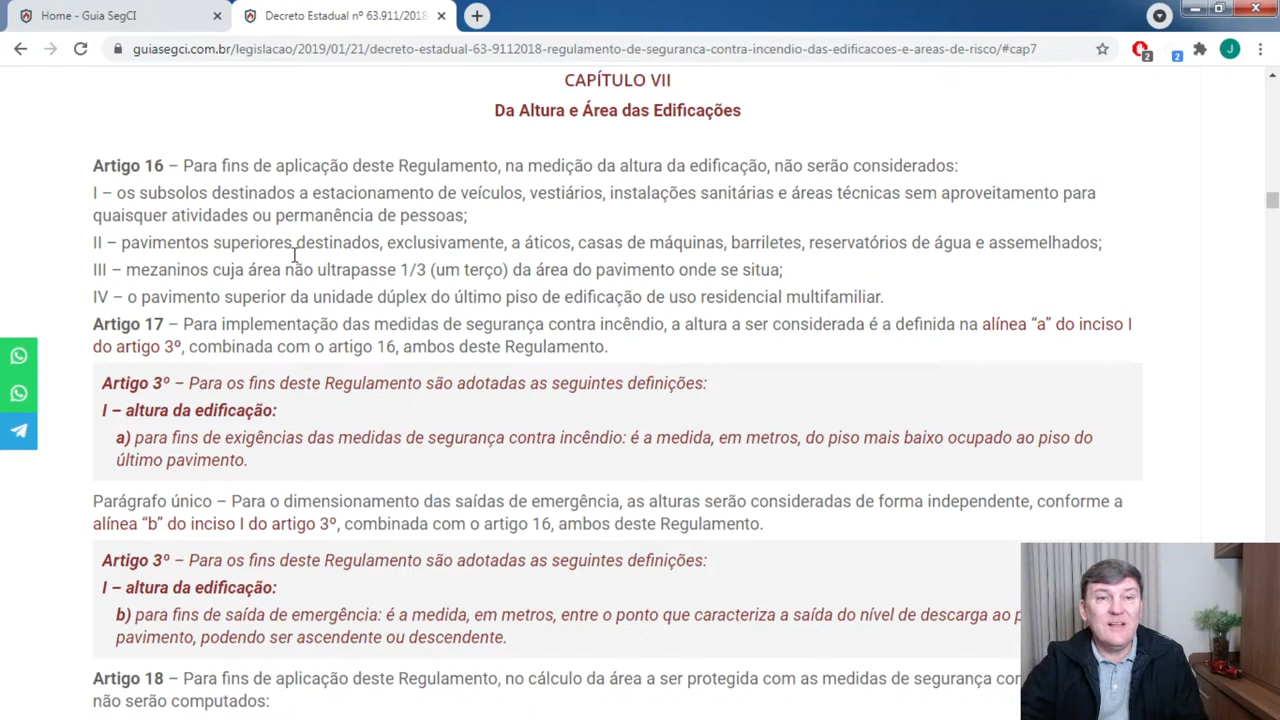 Home - Guia SegCI
Decreto Estadual nº 63.911/2018
guiasegci.com.br/legislacao/2019/01/21/decreto-estadual-63-9112018-regulamento-de-seguranca-contra-incendio-das-edificacoes-e-areas-de-risco/#cap7
2
2
J
CAPÍTULO VII
Da Altura e Área das Edificações
Artigo 16 – Para fins de aplicação deste Regulamento, na medição da altura da edificação, não serão considerados:
I – os subsolos destinados a estacionamento de veículos, vestiários, instalações sanitárias e áreas técnicas sem aproveitamento para
quaisquer atividades ou permanência de pessoas;
II – pavimentos superiores destinados, exclusivamente, a áticos, casas de máquinas, barriletes, reservatórios de água e assemelhados;
III – mezaninos cuja área não ultrapasse 1/3 (um terço) da área do pavimento onde se situa;
IV – o pavimento superior da unidade dúplex do último piso de edificação de uso residencial multifamiliar.
Artigo 17 – Para implementação das medidas de segurança contra incêndio, a altura a ser considerada é a definida na alínea “a” do inciso I
do artigo 3º, combinada com o artigo 16, ambos deste Regulamento.
Artigo 3º – Para os fins deste Regulamento são adotadas as seguintes definições:
I – altura da edificação:
a) para fins de exigências das medidas de segurança contra incêndio: é a medida, em metros, do piso mais baixo ocupado ao piso do
último pavimento.
Parágrafo único – Para o dimensionamento das saídas de emergência, as alturas serão consideradas de forma independente, conforme a
alínea “b” do inciso I do artigo 3º, combinada com o artigo 16, ambos deste Regulamento.
Artigo 3º – Para os fins deste Regulamento são adotadas as seguintes definições:
I – altura da edificação:
b) para fins de saída de emergência: é a medida, em metros, entre o ponto que caracteriza a saída do nível de descarga ao
pavimento, podendo ser ascendente ou descendente.
Artigo 18 – Para fins de aplicação deste Regulamento, no cálculo da área a ser protegida com as medidas de segurança
não serão computados: